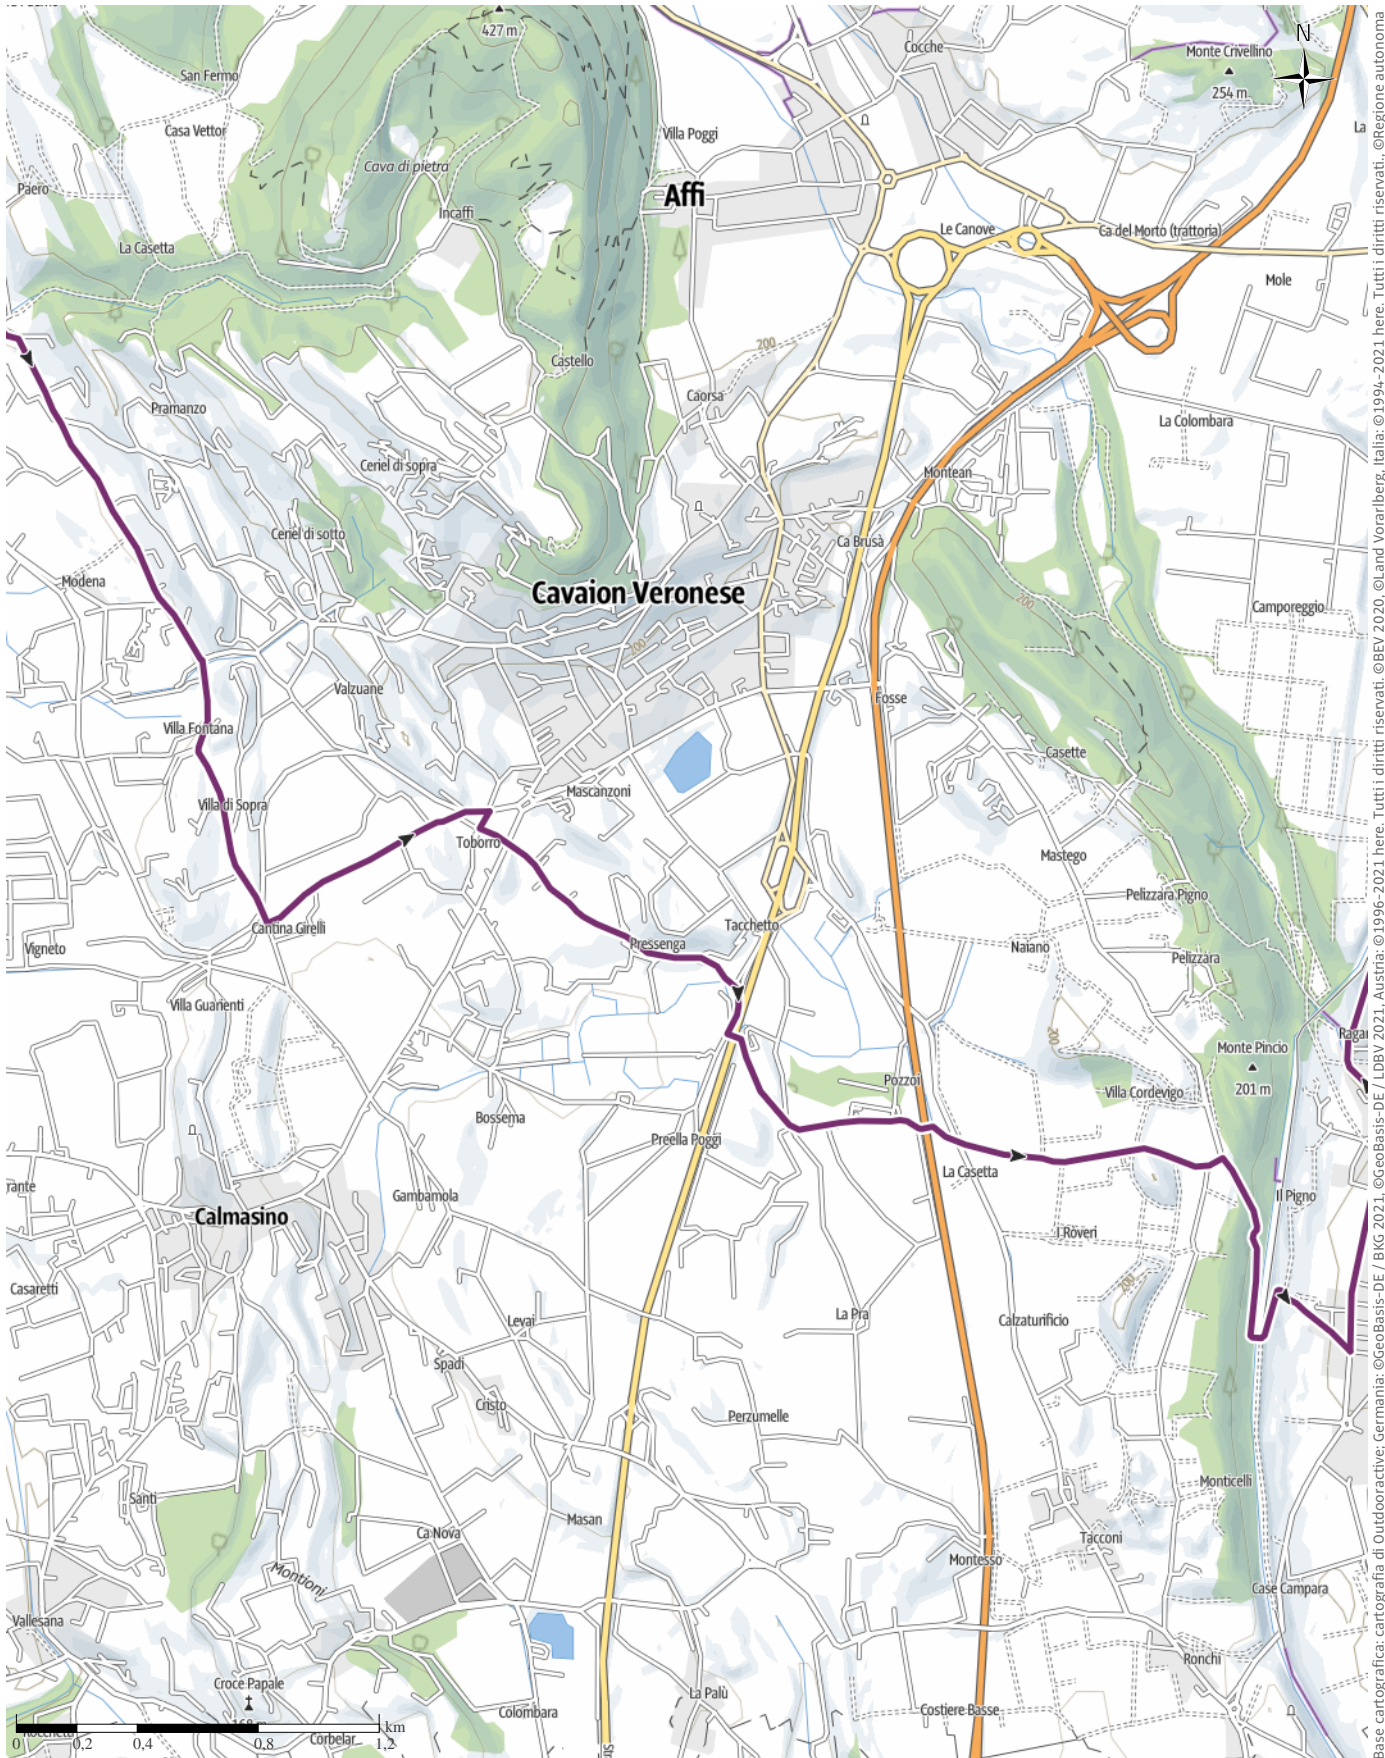 427 m
Cocche
N
Monte Crivellino
254 m
San Fermo
Casa Vettor
Villa Poggi
La
Cava di pietra
Paero
Affi
Incaffi
La Casetta
Le Canove
Ca del Morto (trattoria)
Mole
200
Castello
Caorsa
Pramanzo
La Colombara
Ceriel di sopra
Montean
Ceriel di sotto
Ca Brusà
Modena
Cavaion Veronese
200
Camporeggio
200
Valzuane
Fosse
Villa Fontana
Casette
Mascanzoni
Villa di Sopra
Toborro
Mastego
Pelizzara Pigno
Cantina Girelli
Tacchetto
Vigneto
Pressenga
Naiano
Pelizzara
Villa Guarienti
200
Monte Pincio
201 m
Pozzoi
Villa Cordevigo
Bossema
Preella Poggi
La Casetta
rante
Gambamola
Il Pigno
Calmasino
I Roveri
Casaretti
200
Levai
La Pra
Calzaturificio
Spadi
Cristo
Perzumelle
Monticelli
Santi
Masan
Ca Nova
Tacconi
Montesso
Montioni
Case Campara
Vallesana
Ronchi
Croce Papale
La Palù
Colombara
Costiere Basse
km
0 0,2 0,4 0,8 1,2
Base cartografica: cartografia di Outdooractive; Germania: ©GeoBasis-DE / BKG 2021, ©GeoBasis-DE / LDBV 2021, Austria: ©1996-2021 here. Tutti i diritti riservati. ©BEV 2020, ©Land Vorarlberg, Italia: ©1994-2021 here. Tutti i diritti riservati., ©Regione autonoma